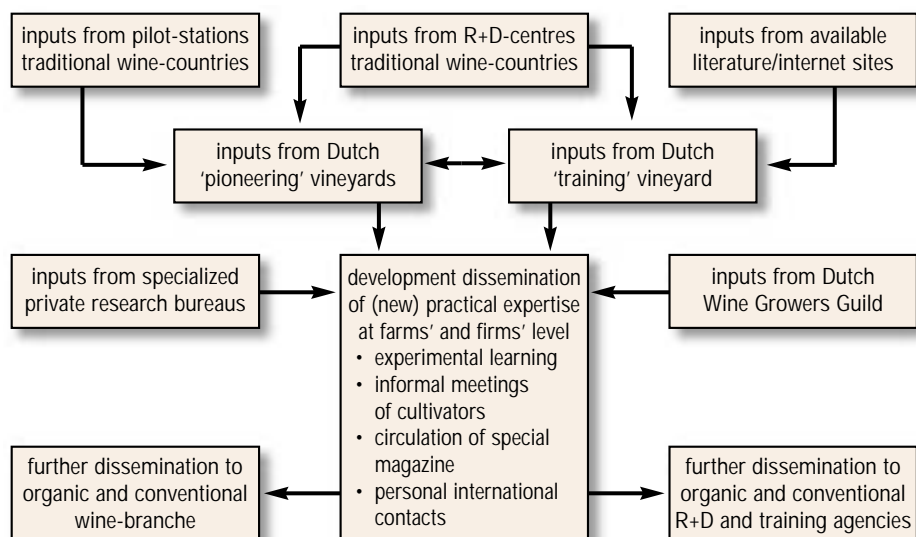 inputs from pilot-stations
traditional wine-countries
inputs from R+D-centres
traditional wine-countries
inputs from available
literature/internet sites
inputs from Dutch
'pioneering' vineyards
inputs from Dutch
'training' vineyard
inputs from specialized
private research bureaus
development dissemination
of (new) practical expertise
at farms' and firms' level
• experimental learning
• informal meetings
of cultivators
• circulation of special
magazine
• personal international
contacts
inputs from Dutch
Wine Growers Guild
further dissemination to
organic and conventional
wine-branche
further dissemination to
organic and conventional
R+D and training agencies